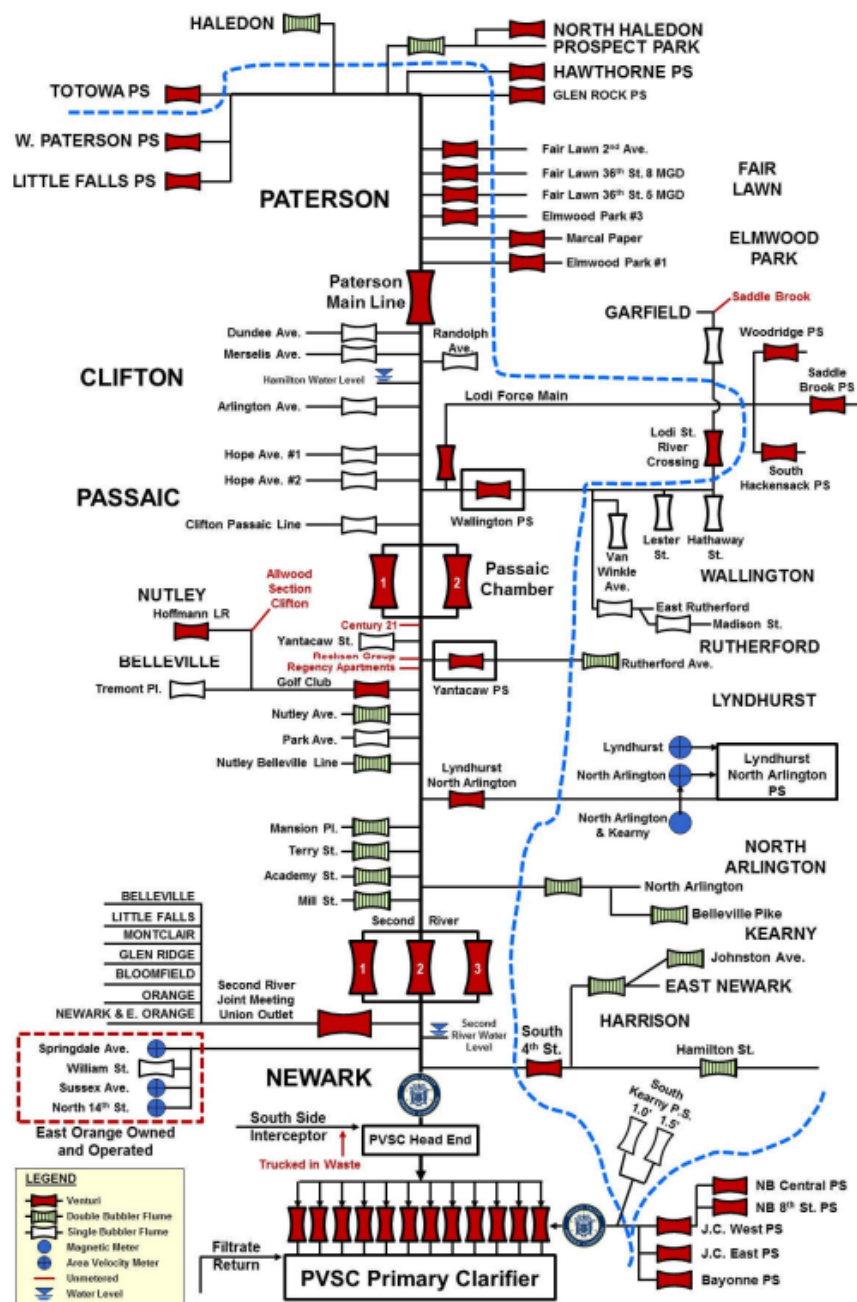 HALEDON
NORTH HALEDON
PROSPECT PARK
HAWTHORNE PS
GLEN ROCK PS
TOTOWA PS
W. PATERSON PS
LITTLE FALLS PS
PATERSON
Fair Lawn 2nd Ave.
Fair Lawn 36th St. 8 MGD
Fair Lawn 36th St. 5 MGD
Elmwood Park #3
Marcal Paper
Elmwood Park #1
FAIR
LAWN
ELMWOOD
PARK
Paterson
Main Line
Saddle Brook
GARFIELD
Woodridge PS
Saddle
Brook PS
South
Hackensack PS
Dundee Ave.
Merselis Ave.
Randolph
Ave.
Hamilton Water Level
CLIFTON
Arlington Ave.
Lodi Force Main
Lodi St.
River
Crossing
Hope Ave. #1
Hope Ave. #2
PASSAIC
Wallington PS
Clifton Passaic Line
Van
Winkle
Ave.
Lester
St.
Hathaway
St.
WALLINGTON
1
2
Passaic
Chamber
East Rutherford
Madison St.
Allwood
Section
Clifton
NUTLEY
Hoffmann LR
Century 21
Yantacaw St.
Regency Apartments
RUTHERFORD
Rutherford Ave.
Yantacaw PS
BELLEVILLE
Tremont Pl.
Golf Club
LYNDHURST
Nutley Ave.
Park Ave.
Nutley Belleville Line
Lyndhurst
North Arlington
Lyndhurst
North Arlington
North Arlington
& Kearny
Lyndhurst
North Arlington
PS
Mansion Pl.
Terry St.
Academy St.
Mill St.
NORTH
ARLINGTON
North Arlington
Belleville Pike
KEARNY
Johnston Ave.
EAST NEWARK
HARRISON
Hamilton St.
BELLEVILLE
LITTLE FALLS
MONTCLAIR
GLEN RIDGE
BLOOMFIELD
ORANGE
NEWARK & E. ORANGE
Second River
1
2
3
Second River
Joint Meeting
Union Outlet
Second
River Water
Level
South
4th St.
Springdale Ave.
William St.
Sussex Ave.
North 14th St.
East Orange Owned
and Operated
NEWARK
South Side
Interceptor
PVSC Head End
Trucked in Waste
South
Kearny P.S.
1.0'
1.5'
NB Central PS
NB 8th St. PS
J.C. West PS
J.C. East PS
Bayonne PS
Filtrate
Return
PVSC Primary Clarifier
LEGEND
Venturi
Double Bubbler Flume
Single Bubbler Flume
Magnetic Meter
Area Velocity Meter
Unmetered
Water Level